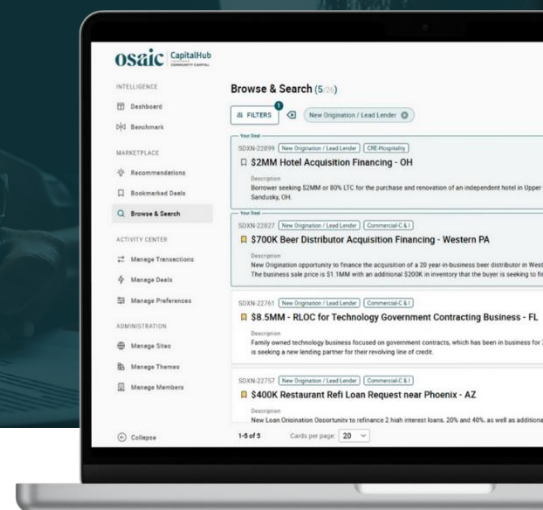 osaic CapitalHub
COMMUNITY CAPITAL
INTELLIGENCE
Dashboard
Benchmark
MARKETPLACE
Recommendations
Bookmarked Deals
Browse & Search
ACTIVITY CENTER
Manage Transactions
Manage Deals
Manage Preferences
ADMINISTRATION
Manage Sites
Manage Themes
Manage Members
Collapse
Browse & Search (5/26)
FILTERS 1 New Origination / Lead Lender
Your Deal
SDXN-22899 New Origination / Lead Lender CRE-Hospitality
$2MM Hotel Acquisition Financing - OH
Description
Borrower seeking $2MM or 80% LTC for the purchase and renovation of an independent hotel in Upper
Sandusky, OH.
Your Deal
SDXN-22827 New Origination / Lead Lender Commercial-C & I
$700K Beer Distributor Acquisition Financing - Western PA
Description
New Origination opportunity to finance the acquisition of a 20 year-in-business beer distributor in West
The business sale price is $1.1MM with an additional $200K in inventory that the buyer is seeking to fi
SDXN-22761 New Origination / Lead Lender Commercial-C & I
$8.5MM - RLOC for Technology Government Contracting Business - FL
Description
Family owned technology business focused on government contracts, which has been in business for
is seeking a new lending partner for their revolving line of credit.
SDXN-22757 New Origination / Lead Lender Commercial-C & I
$400K Restaurant Refi Loan Request near Phoenix - AZ
Description
New Loan Origination Opportunity to refinance 2 high interest loans, 20% and 40%, as well as additiona
1-5 of 5 Cards per page: 20